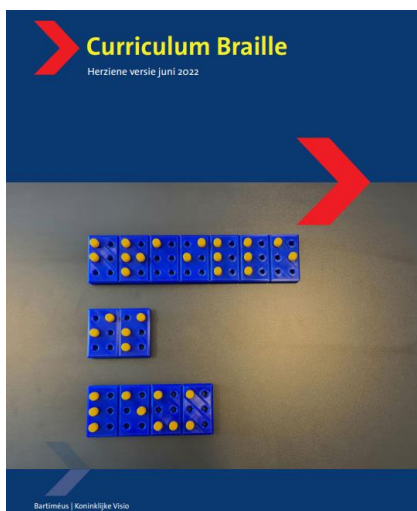 Curriculum Braille
Herziene versie juni 2022
⠃⠗⠁⠊⠇⠇⠑
⠊⠎
⠇⠑⠥⠅
Bartiméus | Koninklijke Visio